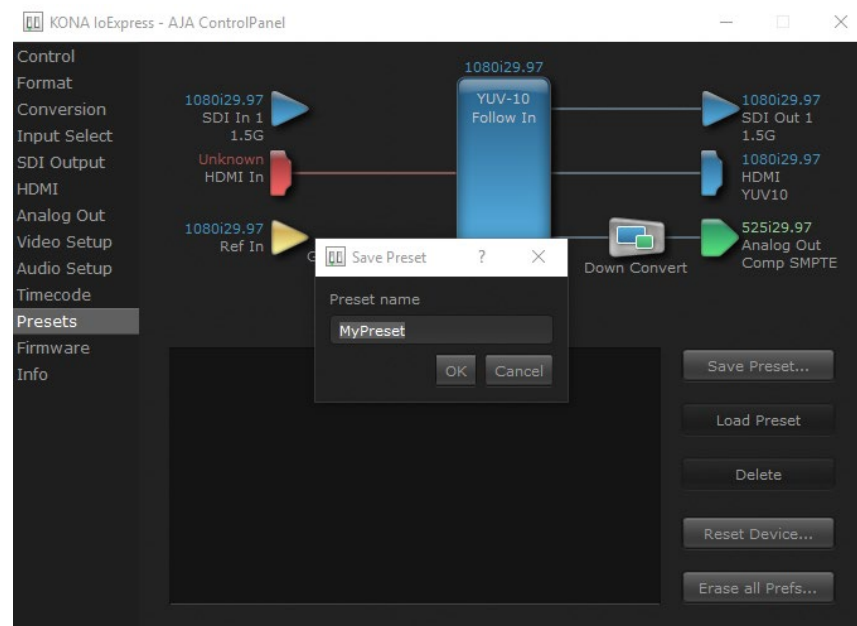 KONA IoExpress - AJA ControlPanel
Control
Format
Conversion
Input Select
SDI Output
HDMI
Analog Out
Video Setup
Audio Setup
Timecode
Presets
Firmware
Info
1080i29.97
YUV-10
Follow In
1080i29.97
SDI In 1
1.5G
Unknown
HDMI In
1080i29.97
Ref In
1080i29.97
SDI Out 1
1.5G
1080i29.97
HDMI
YUV10
525i29.97
Analog Out
Comp SMPTE
Down Convert
Save Preset
?
Preset name
MyPreset
OK
Cancel
Save Preset...
Load Preset
Delete
Reset Device...
Erase all Prefs...